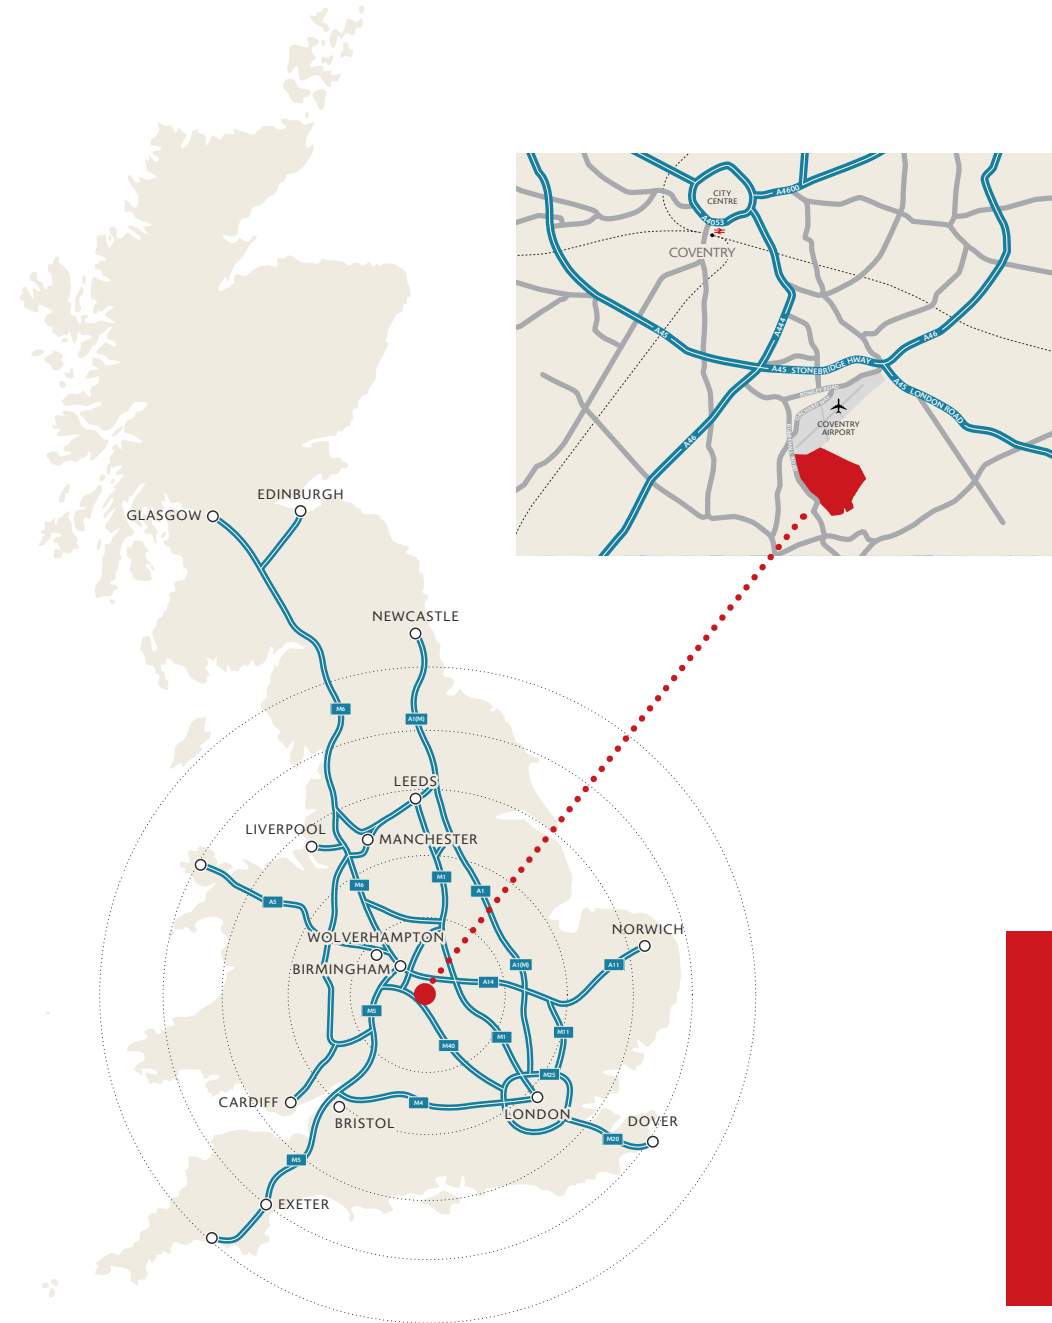 CITY
CENTRE
A4600
A4053
COVENTRY
A45
A444
A46
A45 STONEBRIDGE HWAY
A45 LONDON ROAD
ROWLEY ROAD
COVENTRY
AIRPORT
A46
EDINBURGH
GLASGOW
NEWCASTLE
M6
A1(M)
LEEDS
LIVERPOOL
MANCHESTER
M6
M1
A1
A5
NORWICH
WOLVERHAMPTON
BIRMINGHAM
A1(M)
A11
A14
M5
M11
M40
M1
M25
CARDIFF
M4
BRISTOL
LONDON
DOVER
M20
M5
EXETER